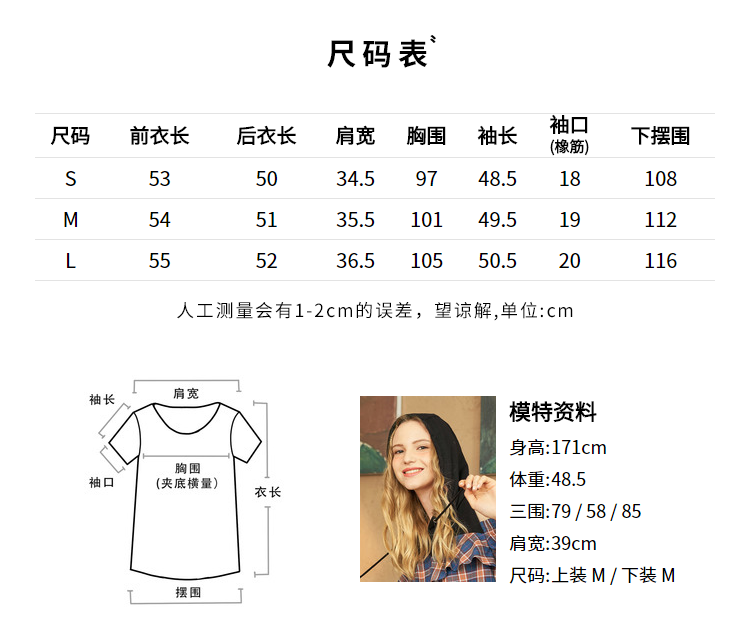 尺码表
尺码 前衣长 后衣长 肩宽 胸围 袖长 袖口(橡筋) 下摆围
S 53 50 34.5 97 48.5 18 108
M 54 51 35.5 101 49.5 19 112
L 55 52 36.5 105 50.5 20 116
人工测量会有1-2cm的误差，望谅解,单位:cm
肩宽
袖长
胸围
(夹底横量)
袖口
衣长
摆围
模特资料
身高:171cm
体重:48.5
三围:79 / 58 / 85
肩宽:39cm
尺码:上装 M / 下装 M